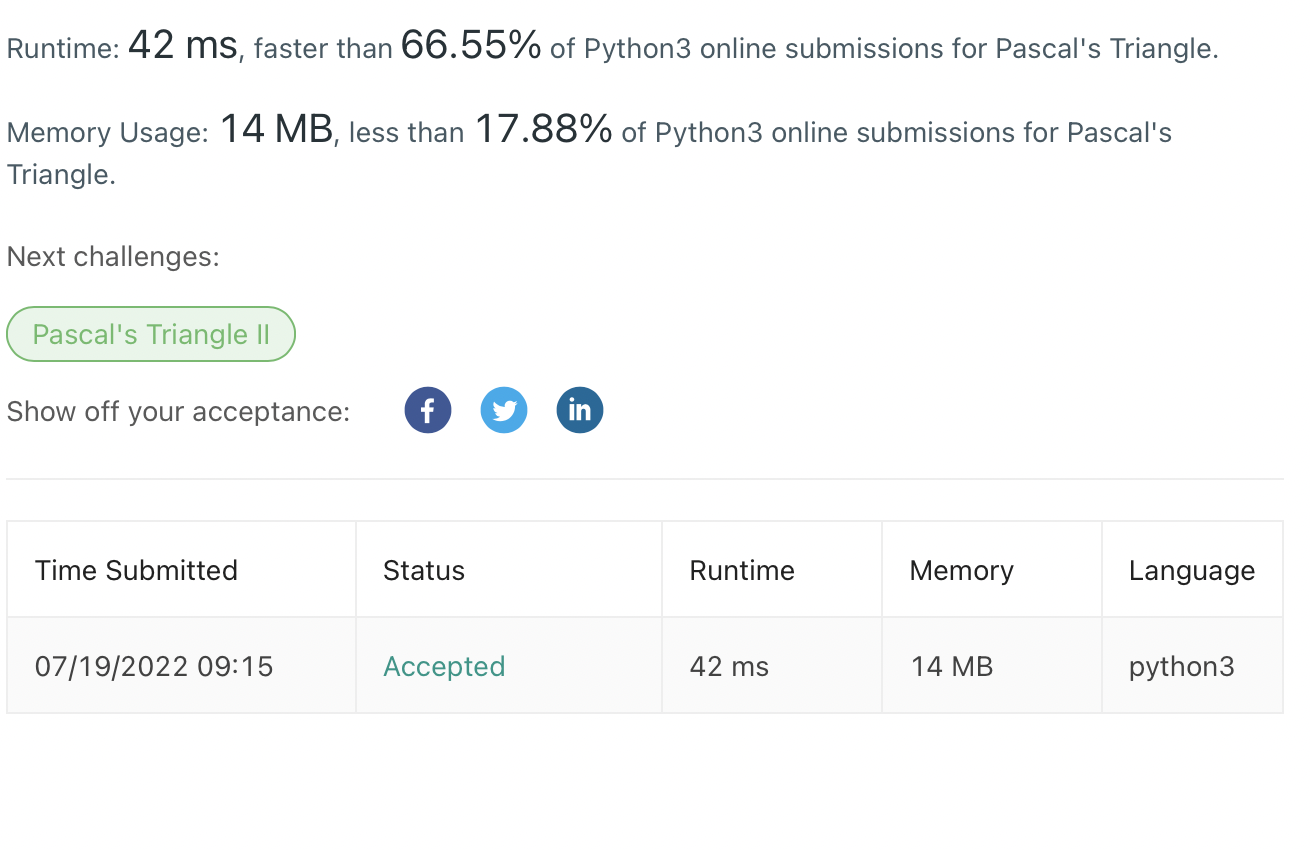 Runtime: 42 ms, faster than 66.55% of Python3 online submissions for Pascal's Triangle.
Memory Usage: 14 MB, less than 17.88% of Python3 online submissions for Pascal's
Triangle.
Next challenges:
Pascal's Triangle II
Show off your acceptance: f in
Time Submitted Status Runtime Memory Language
07/19/2022 09:15 Accepted 42 ms 14 MB python3